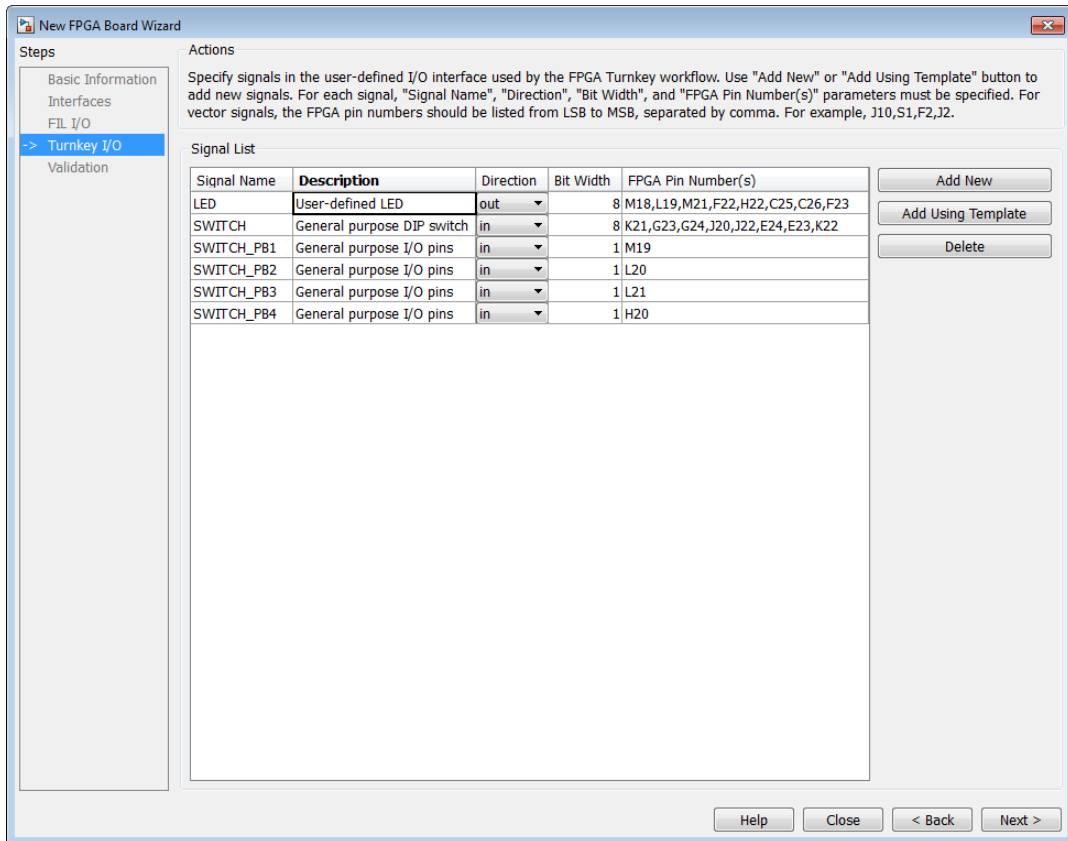 New FPGA Board Wizard
Steps
Basic Information
Interfaces
FIL I/O
-> Turnkey I/O
Validation
Actions
Specify signals in the user-defined I/O interface used by the FPGA Turnkey workflow. Use "Add New" or "Add Using Template" button to
add new signals. For each signal, "Signal Name", "Direction", "Bit Width", and "FPGA Pin Number(s)" parameters must be specified. For
vector signals, the FPGA pin numbers should be listed from LSB to MSB, separated by comma. For example, J10,S1,F2,J2.
Signal List
Signal Name Description Direction Bit Width FPGA Pin Number(s)
LED User-defined LED out 8 M18,L19,M21,F22,H22,C25,C26,F23
SWITCH General purpose DIP switch in 8 K21,G23,G24,J20,J22,E24,E23,K22
SWITCH_PB1 General purpose I/O pins in 1 M19
SWITCH_PB2 General purpose I/O pins in 1 L20
SWITCH_PB3 General purpose I/O pins in 1 L21
SWITCH_PB4 General purpose I/O pins in 1 H20
Add New
Add Using Template
Delete
Help Close < Back Next >